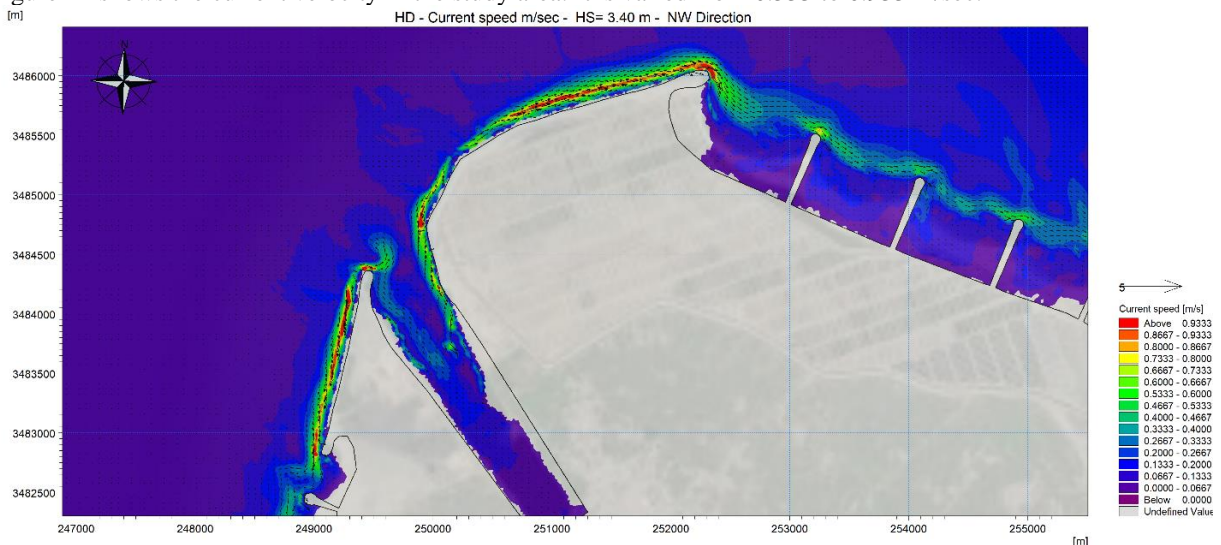 HD - Current speed m/sec - HS= 3.40 m - NW Direction
[m]
N
3486000
3485500
3485000
3484500
3484000
3483500
3483000
3482500
247000 248000 249000 250000 251000 252000 253000 254000 255000
[m]
5
Current speed [m/s]
Above 0.9333
0.8667 - 0.9333
0.8000 - 0.8667
0.7333 - 0.8000
0.6667 - 0.7333
0.6000 - 0.6667
0.5333 - 0.6000
0.4667 - 0.5333
0.4000 - 0.4667
0.3333 - 0.4000
0.2667 - 0.3333
0.2000 - 0.2667
0.1333 - 0.2000
0.0667 - 0.1333
0.0000 - 0.0667
Below 0.0000
Undefined Value